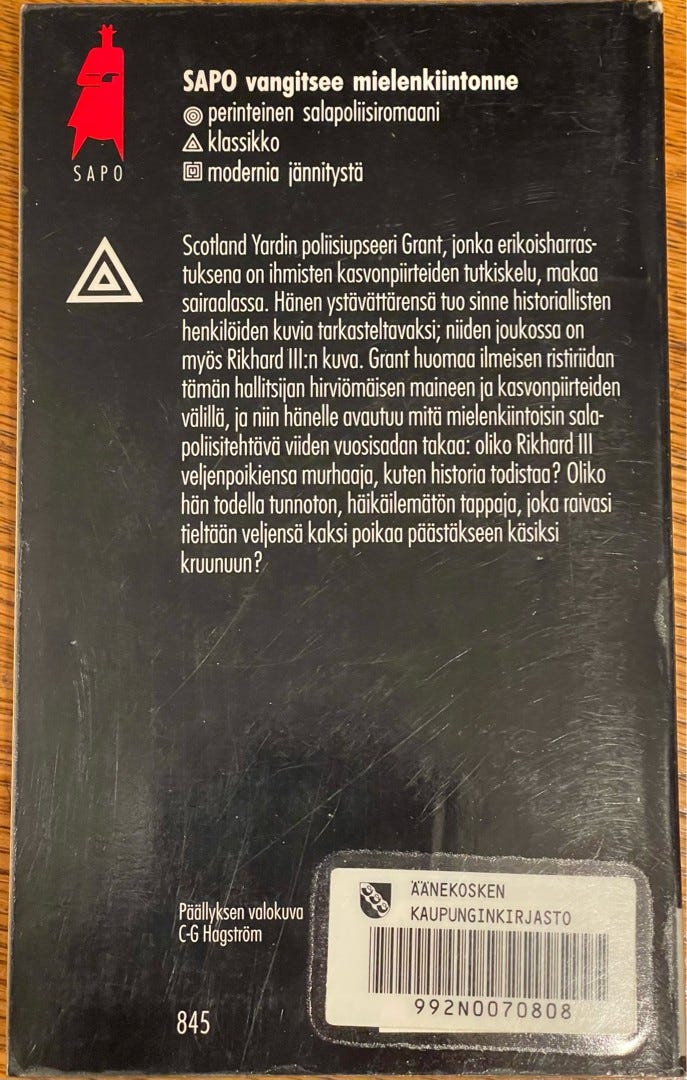 SAPO vangitsee mielenkiintonne
perinteinen salapoliisiromaani
klassikko
modernia jännitystä
SAPO
Scotland Yardin poliisiupseeri Grant, jonka erikoisharras-
tuksena on ihmisten kasvonpiirteiden tutkiskelu, makaa
sairaalassa. Hänen ystävättärensä tuo sinne historiallisten
henkilöiden kuvia tarkasteltavaksi; niiden joukossa on
myös Rikhard III:n kuva. Grant huomaa ilmeisen ristiriidan
tämän hallitsijan hirviömäisen maineen ja kasvonpiirteiden
välillä, ja niin hänelle avautuu mitä mielenkiintoisin sala-
poliisitehtävä viiden vuosisadan takaa: oliko Rikhard III
veljenpoikiensa murhaaja, kuten historia todistaa? Oliko
hän todella tunnoton, häikäilemätön tappaja, joka raivasi
tieltään veljensä kaksi poikaa päästäkseen käsiksi
kruunuun?
Päällyksen valokuva
C-G Hagström
845
ÄÄNEKOSKEN
KAUPUNGINKIRJASTO
992N0070808